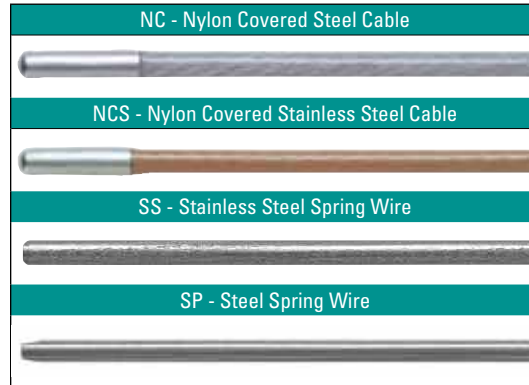 NC - Nylon Covered Steel Cable
NCS - Nylon Covered Stainless Steel Cable
SS - Stainless Steel Spring Wire
SP - Steel Spring Wire